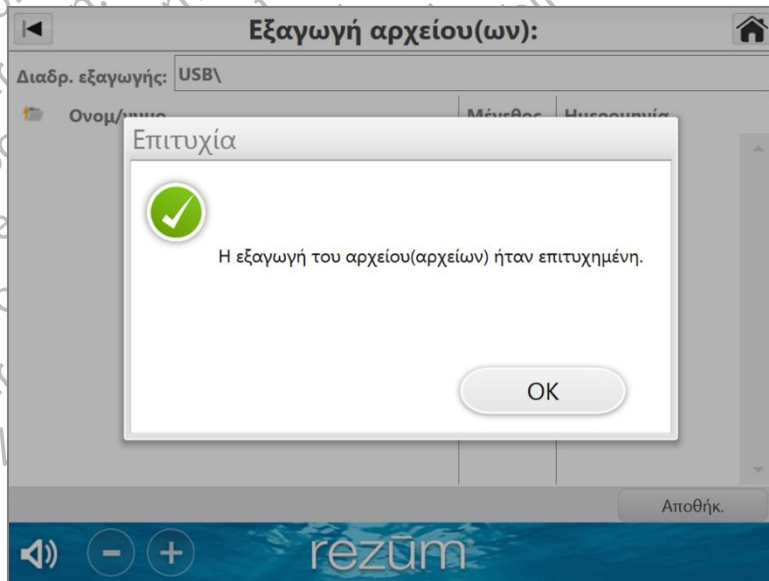 Εξαγωγή αρχείου(ων):
Διαδρ. εξαγωγής: USB\
Επιτυχία
Η εξαγωγή του αρχείου(αρχείων) ήταν επιτυχημένη.
OK
Αποθήκ.
rezūm